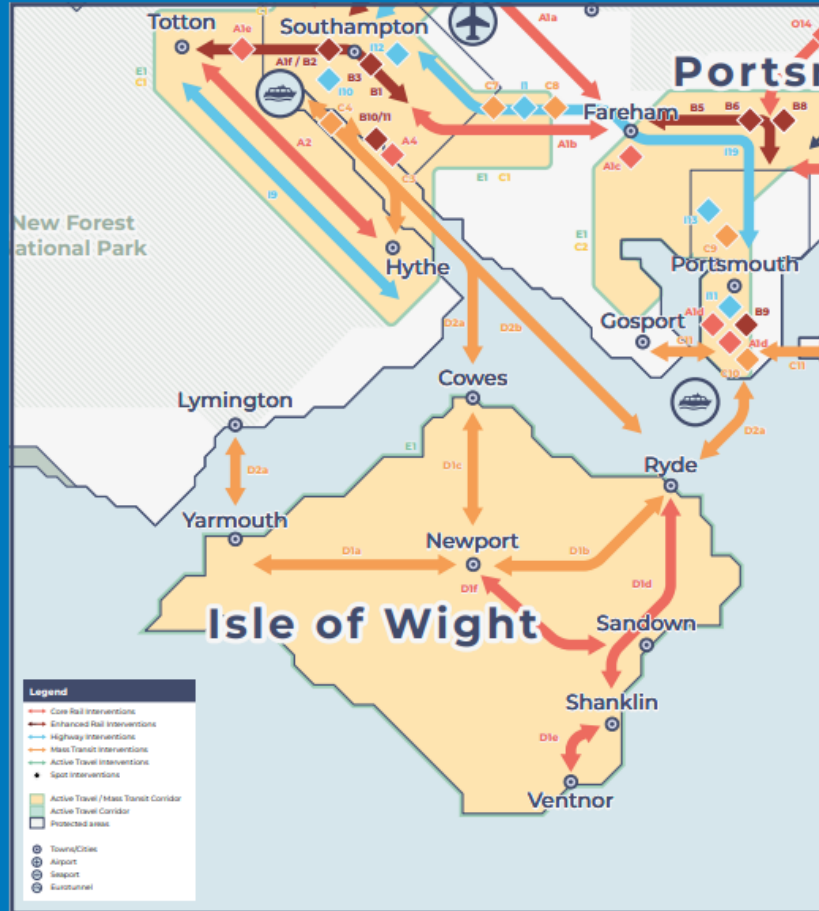 Totton
Southampton
A1e
A1f / B2
I12
B3
B1
I10
C4
B10/11
A4
C3
E1
C1
A2
I9
New Forest
National Park
Hythe
A1a
C7
I1
C8
A1b
E1 C1
O14
Ports
Fareham
B5
B6
B8
A1c
I19
E1
C2
I13
C9
Portsmouth
I11
A1d
B9
A1d
C10
Gosport
C11
C11
D2a
D2b
D2a
Cowes
Lymington
D2a
Yarmouth
E1
D1c
Ryde
Newport
D1a
D1b
D1d
D1f
Isle of Wight
Sandown
Shanklin
D1e
Ventnor
Legend
Core Rail Interventions
Enhanced Rail Interventions
Highway Interventions
Mass Transit Interventions
Active Travel Interventions
Spot Interventions
Active Travel / Mass Transit Corridor
Active Travel Corridor
Protected areas
Towns/Cities
Airport
Seaport
Eurotunnel